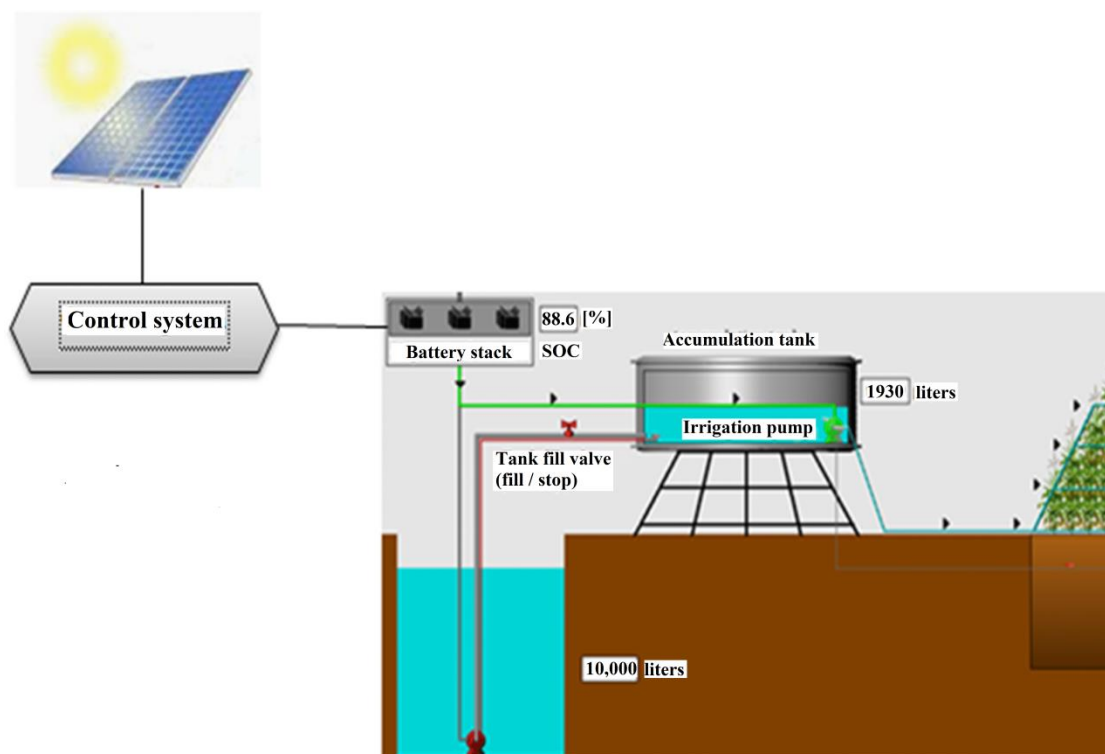 Control system
88.6 [%]
Battery stack SOC
Accumulation tank
1930 liters
Irrigation pump
Tank fill valve
(fill / stop)
10,000 liters